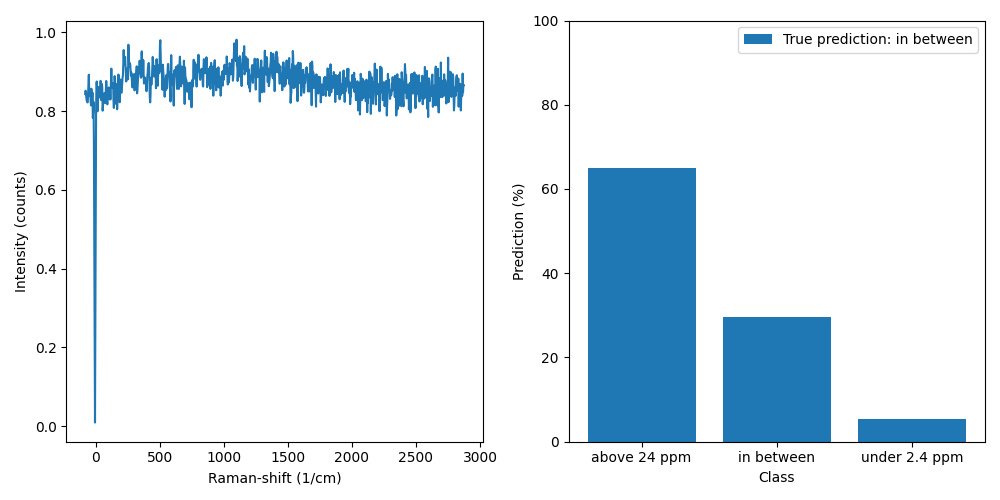 1.0
0.8
0.6
0.4
0.2
0.0
Intensity (counts)
0 500 1000 1500 2000 2500 3000
Raman-shift (1/cm)
100
80
60
40
20
0
Prediction (%)
True prediction: in between
above 24 ppm in between under 2.4 ppm
Class